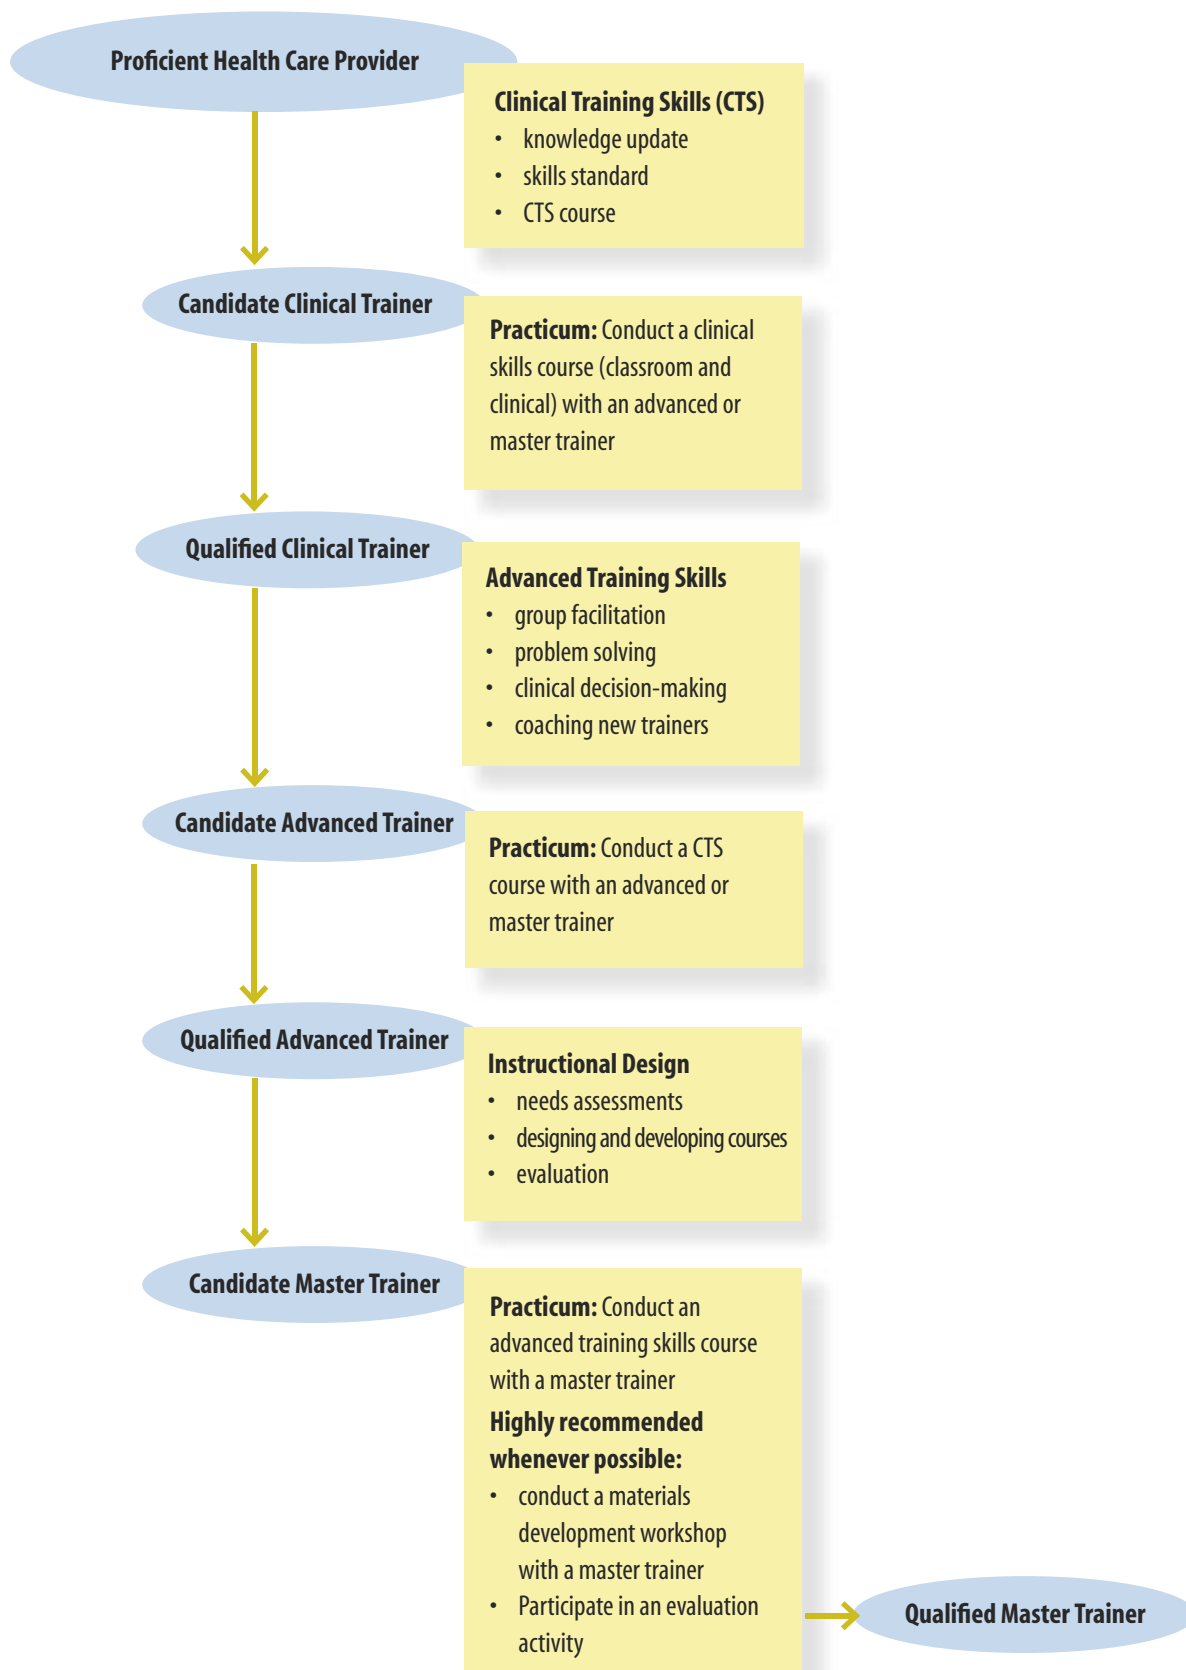 Proficient Health Care Provider
Clinical Training Skills (CTS)
• knowledge update
• skills standard
• CTS course
Candidate Clinical Trainer
Practicum: Conduct a clinical
skills course (classroom and
clinical) with an advanced or
master trainer
Qualified Clinical Trainer
Advanced Training Skills
• group facilitation
• problem solving
• clinical decision-making
• coaching new trainers
Candidate Advanced Trainer
Practicum: Conduct a CTS
course with an advanced or
master trainer
Qualified Advanced Trainer
Instructional Design
• needs assessments
• designing and developing courses
• evaluation
Candidate Master Trainer
Practicum: Conduct an
advanced training skills course
with a master trainer
Highly recommended
whenever possible:
• conduct a materials
development workshop
with a master trainer
• Participate in an evaluation
activity
Qualified Master Trainer